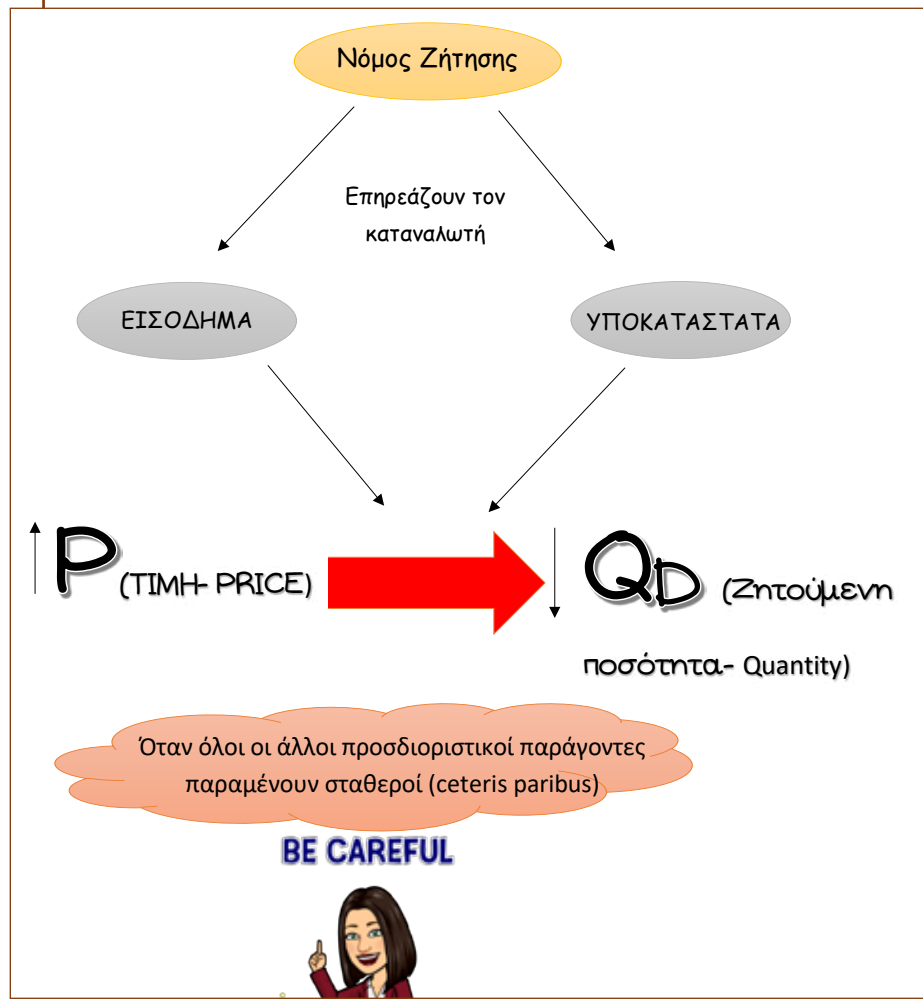 Νόμος Ζήτησης
Επηρεάζουν τον
καταναλωτή
ΕΙΣΟΔΗΜΑ
ΥΠΟΚΑΤΑΣΤΑΤΑ
P (ΤΙΜΗ- PRICE)
QD (Ζητούμενη
ποσότητα- Quantity)
Όταν όλοι οι άλλοι προσδιοριστικοί παράγοντες
παραμένουν σταθεροί (ceteris paribus)
BE CAREFUL